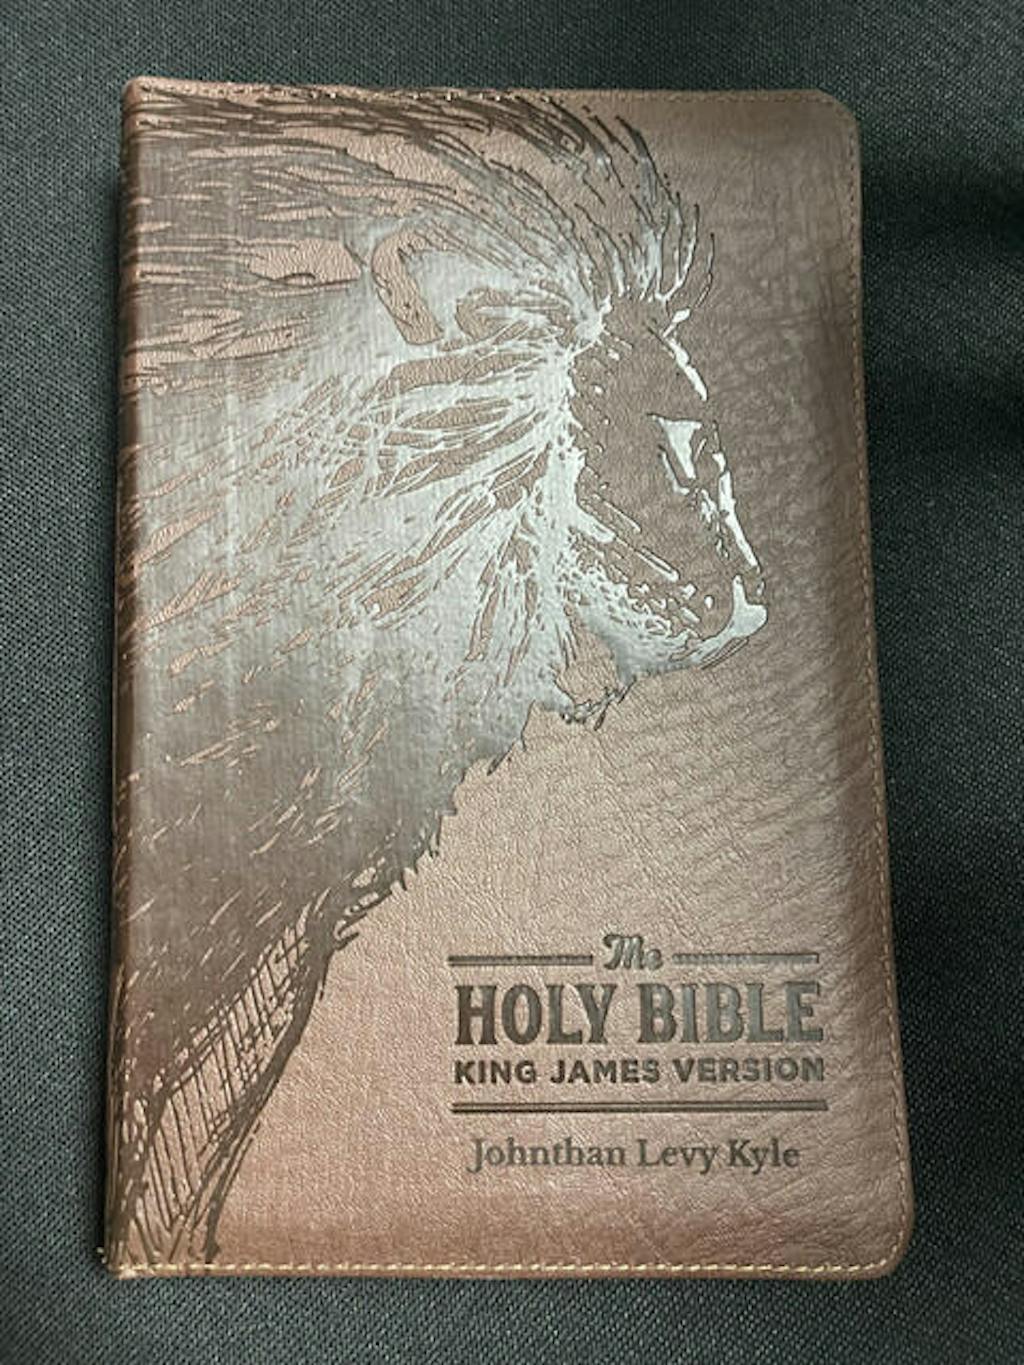 The
HOLY BIBLE
KING JAMES VERSION
Johnthan Levy Kyle